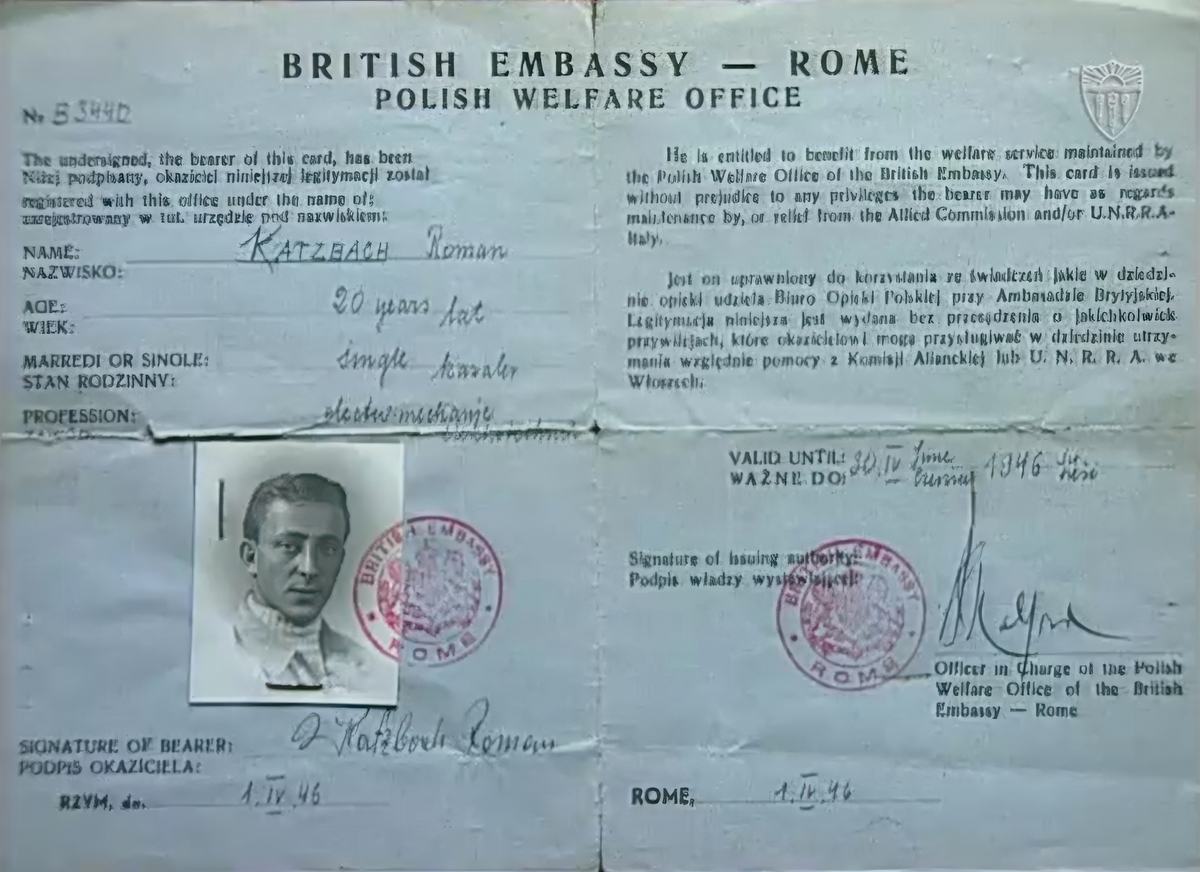 BRITISH EMBASSY — ROME
POLISH WELFARE OFFICE
Nr B 3440
The undersigned, the bearer of this card, has been
Niżej podpisany, okaziciel niniejszej legitymacji został
registered with this office under the name of:
zarejestrowany w tut. urzędzie pod nazwiskiem:
NAME: KATZBACH Roman
NAZWISKO:
AGE: 20 years lat
WIEK:
MARREDI OR SINGLE: single kawaler
STAN RODZINNY:
PROFESSION:
SIGNATURE OF BEARER: Katzbach Roman
PODPIS OKAZICIELA:
RZYM, dn. 1.IV.46
He is entitled to benefit from the welfare service maintained by
the Polish Welfare Office of the British Embassy. This card is issued
without prejudice to any privileges the bearer may have as regards
maintenance by, or relief from the Allied Commission and/or U.N.R.R.A-
Italy.
Jest on uprawniony do korzystania ze świadczeń jakie w dziedzi-
nie opieki udziela Biuro Opieki Polskiej przy Ambasadzie Brytyjskiej.
Legitymacja niniejsza jest wydana bez przesądzenia o jakichkolwiek
przywilejach, które okazicielowi mogą przysługiwać w dziedzinie utrzy-
mania względnie pomocy z Komisji Alianckiej lub U. N. R. R. A. we
Włoszech.
VALID UNTIL: 30.IV June 1946
WAŻNE DO:
Signature of issuing authority:
Podpis władzy wystawiającej:
BRITISH EMBASSY
ROME
BRITISH EMBASSY
ROME
Officer in Charge of the Polish
Welfare Office of the British
Embassy — Rome
ROME, 1.IV.46